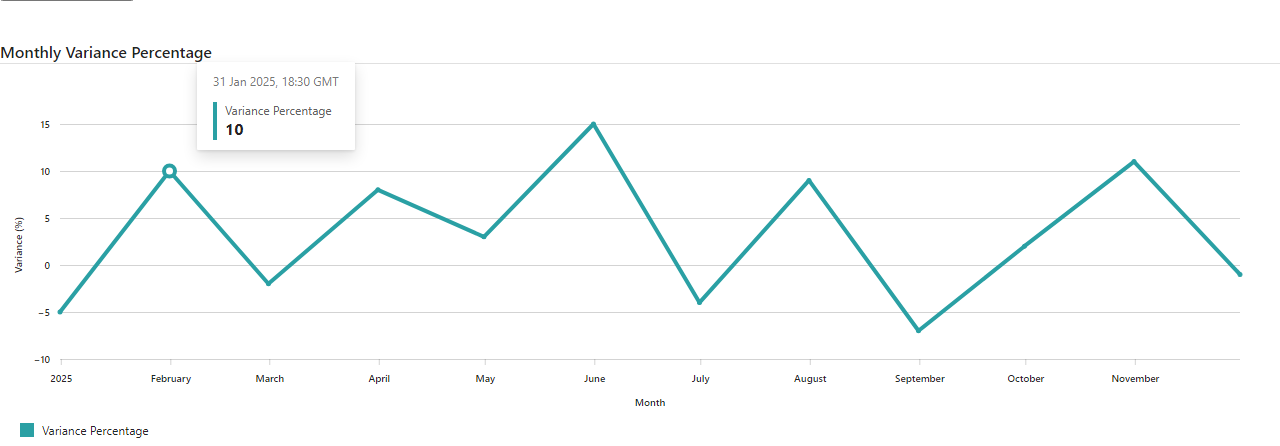 Monthly Variance Percentage
31 Jan 2025, 18:30 GMT
Variance Percentage
10
15
10
5
0
−5
−10
Variance (%)
2025 February March April May June July August September October November
Month
Variance Percentage